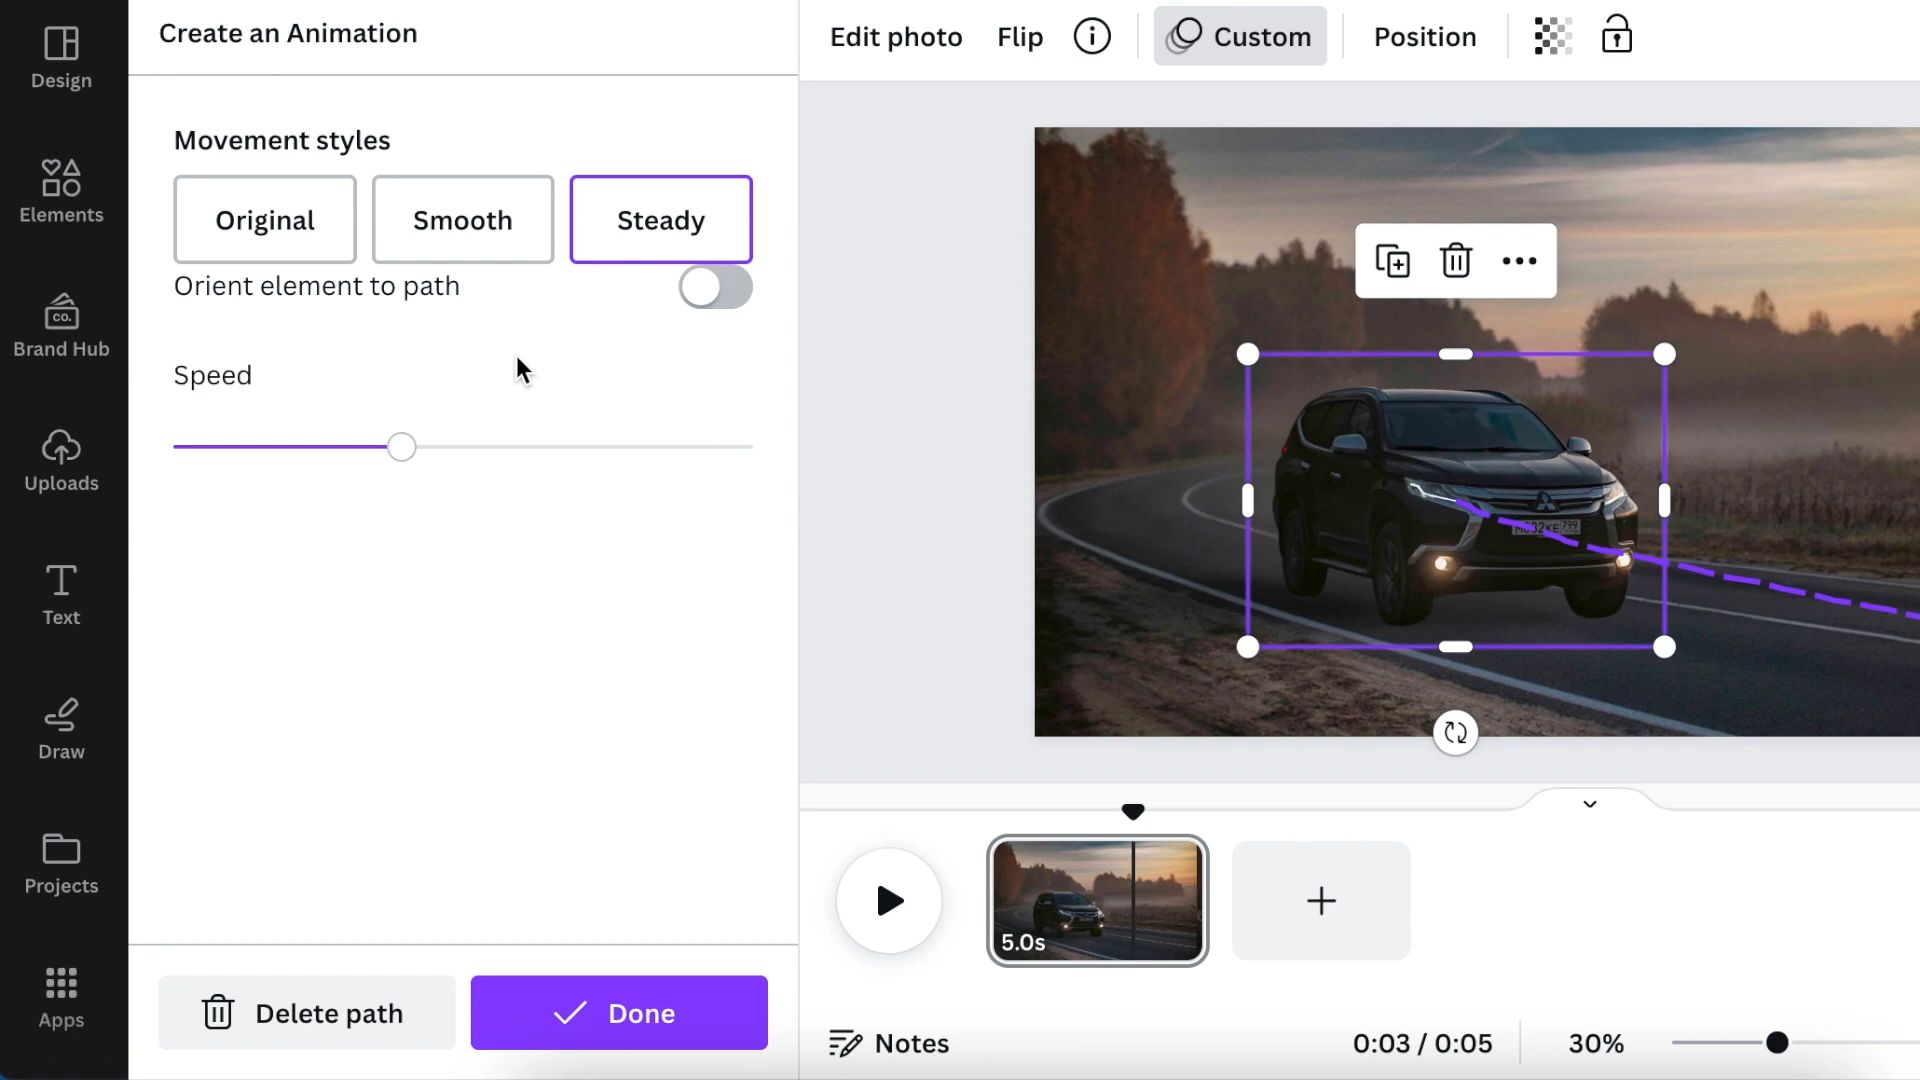 Design
Elements
co.
Brand Hub
Uploads
Text
Draw
Projects
Apps
Create an Animation
Movement styles
Original
Smooth
Steady
Orient element to path
Speed
Delete path
Done
Edit photo
Flip
Custom
Position
5.0s
Notes
0:03 / 0:05
30%